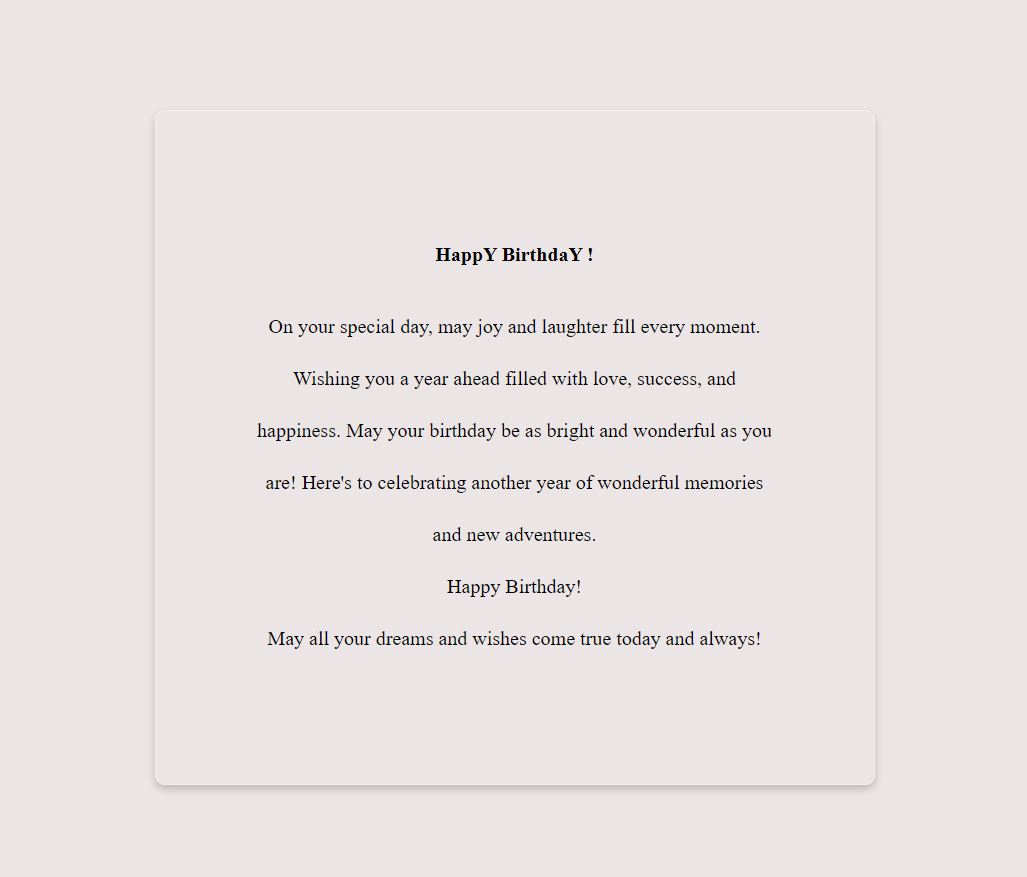 HappY BirthdaY !
On your special day, may joy and laughter fill every moment.
Wishing you a year ahead filled with love, success, and
happiness. May your birthday be as bright and wonderful as you
are! Here's to celebrating another year of wonderful memories
and new adventures.
Happy Birthday!
May all your dreams and wishes come true today and always!